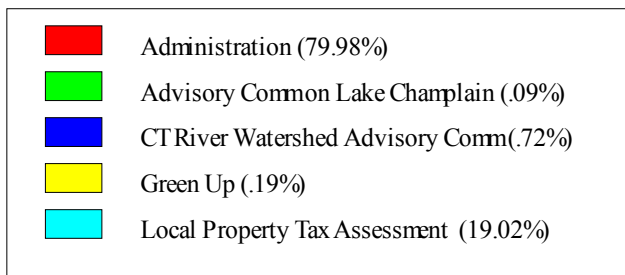 Administration (79.98%)
Advisory Common Lake Champlain (.09%)
CT River Watershed Advisory Comm(.72%)
Green Up (.19%)
Local Property Tax Assessment (19.02%)